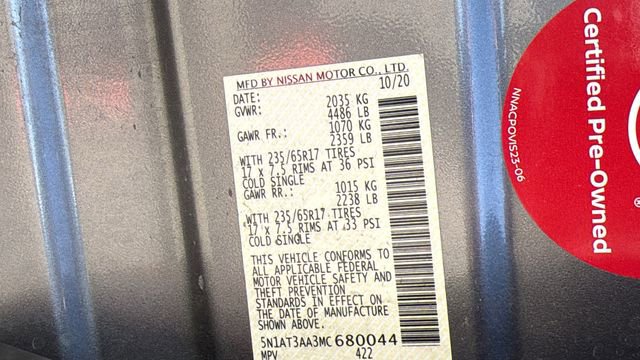 MFD BY NISSAN MOTOR CO., LTD.
DATE: 10/20
GVWR: 2035 KG
4486 LB
GAWR FR.: 1070 KG
2359 LB
WITH 235/65R17 TIRES
17 x 7.5 RIMS AT 36 PSI
COLD SINGLE
GAWR RR.: 1015 KG
2238 LB
WITH 235/65R17 TIRES
17 x 7.5 RIMS AT 33 PSI
COLD SINGLE
THIS VEHICLE CONFORMS TO
ALL APPLICABLE FEDERAL
MOTOR VEHICLE SAFETY AND
THEFT PREVENTION
STANDARDS IN EFFECT ON
THE DATE OF MANUFACTURE
SHOWN ABOVE.
5N1AT3AA3MC680044
MPV 422
Certified Pre-Owned
NNACPOVIS23-06
®